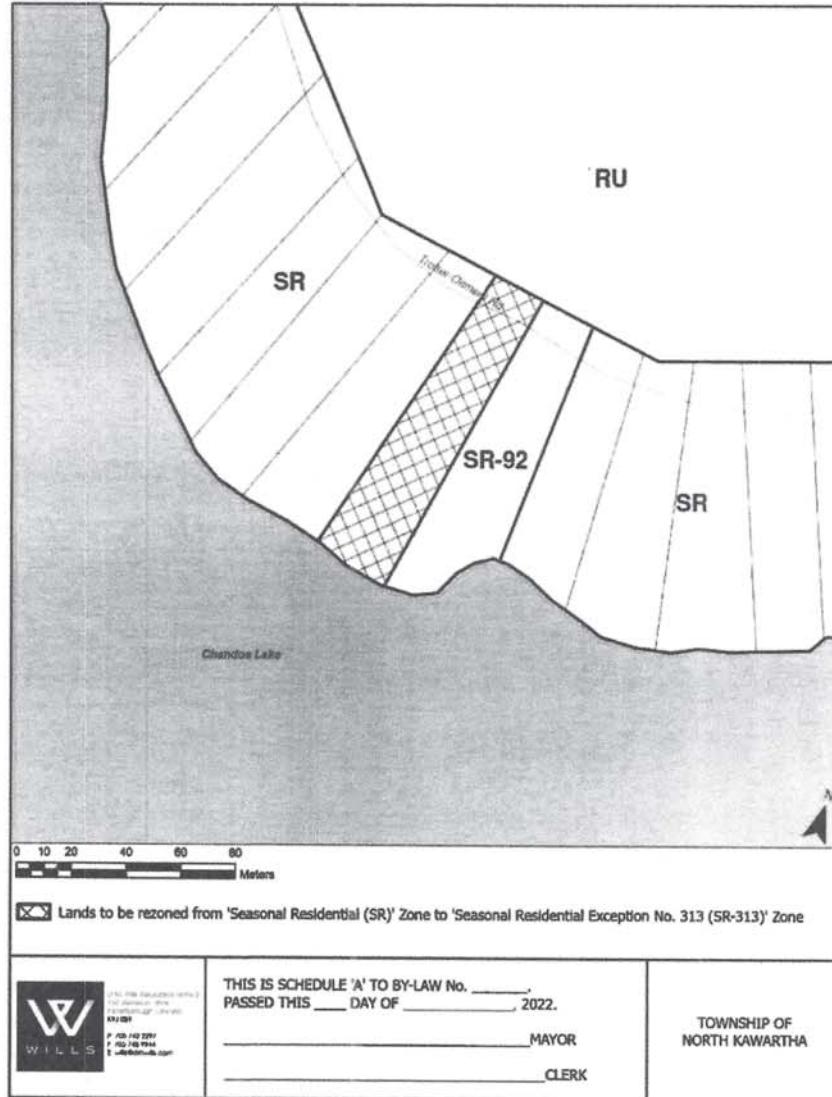 RU
SR
SR-92
SR
Chandos Lake
N
0 10 20 40 60 80
Meters
Lands to be rezoned from 'Seasonal Residential (SR)' Zone to 'Seasonal Residential Exception No. 313 (SR-313)' Zone
W
WILLS
THIS IS SCHEDULE 'A' TO BY-LAW No. ______.
PASSED THIS ____ DAY OF ____________, 2022.
MAYOR
CLERK
TOWNSHIP OF
NORTH KAWARTHA